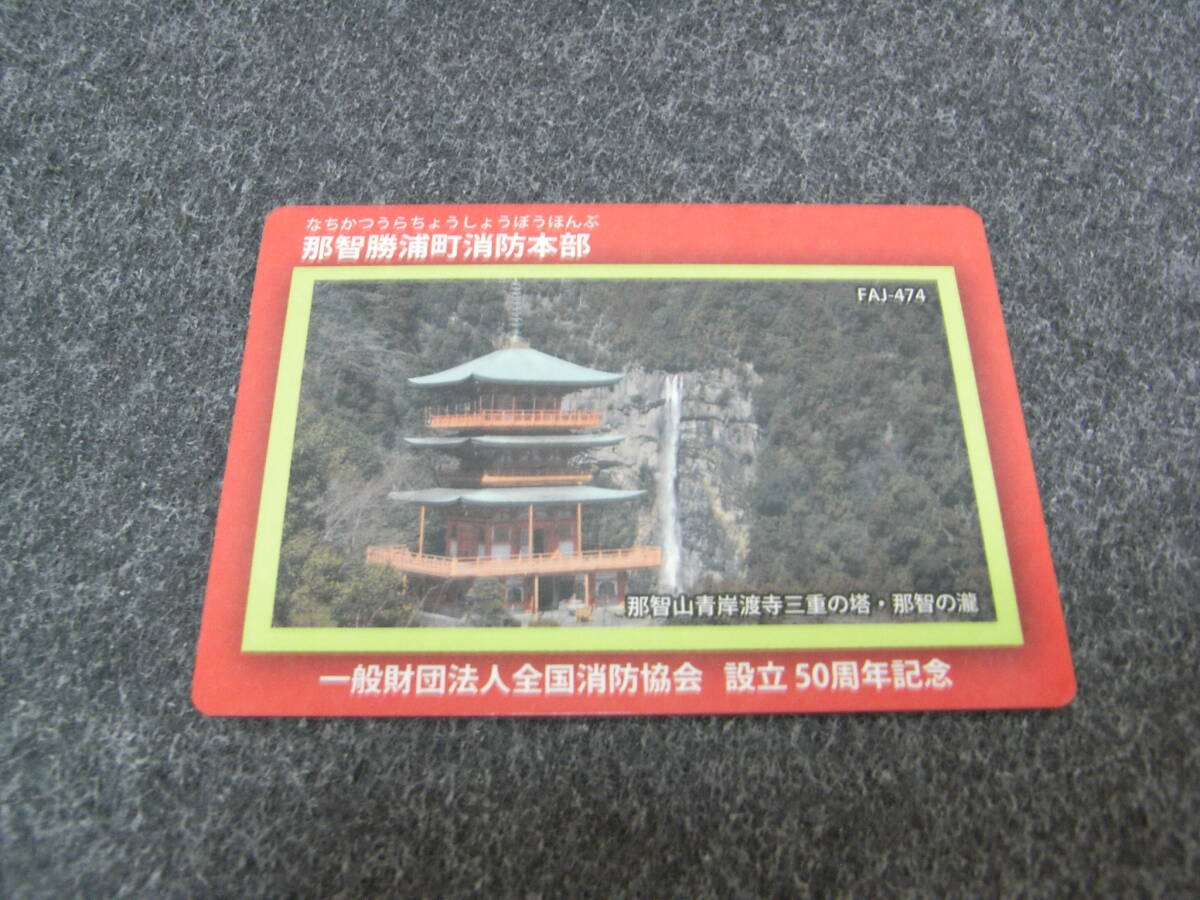 なちかつうらちょうしょうぼうほんぶ
那智勝浦町消防本部
FAJ-474
那智山青岸渡寺三重の塔・那智の瀧
一般財団法人全国消防協会 設立50周年記念